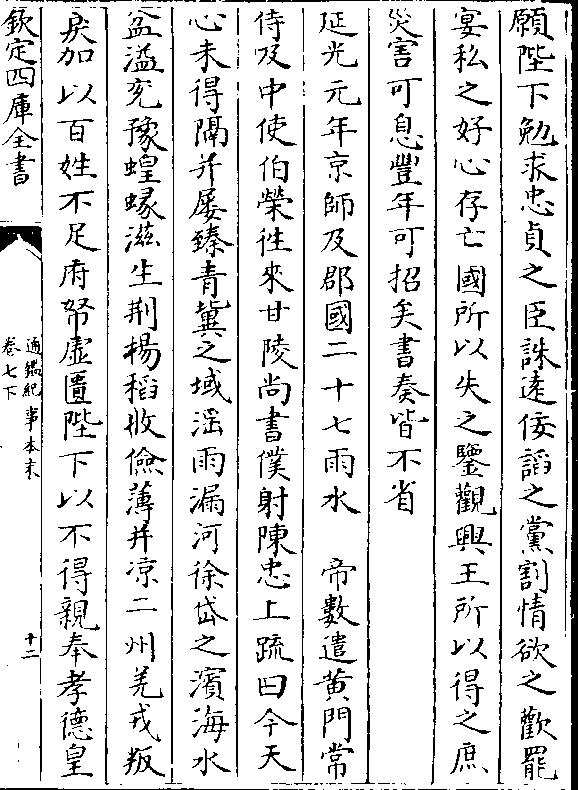 願陛下勉求忠貞之臣誅逺佞謟之黨割情欲之歡罷
宴私之好心存亡國所以失之鑒觀興王所以得之庶
災害可息豐年可招矣書奏皆不省
延光元年京師及郡國二十七雨水　帝數遣黄門常
侍及中使伯榮徃來甘陵尚書僕射陳忠上疏曰今天
心未得隔并屡臻青冀之域滛雨漏河徐岱之濱海水
盆溢兖豫蝗蝝滋生荆楊稻收儉薄并凉二州羌戎叛
戾加以百姓不足府帑虛匱陛下以不得親奉孝德皇
欽定四庫全書
通鑑紀事本末
卷七下
十二